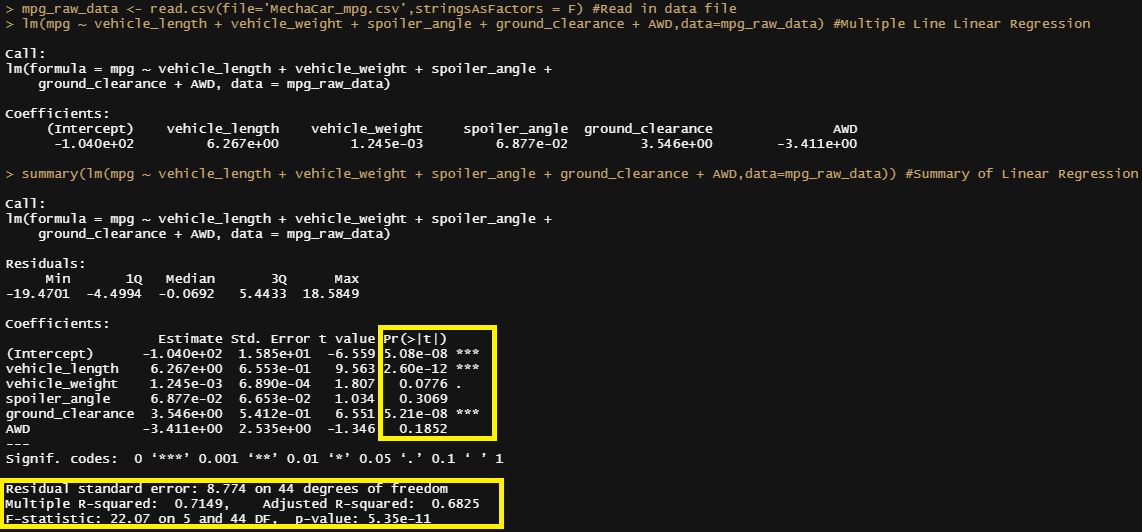 > mpg_raw_data <- read.csv(file='MechaCar_mpg.csv',stringsAsFactors = F) #Read in data file
> lm(mpg ~ vehicle_length + vehicle_weight + spoiler_angle + ground_clearance + AWD,data=mpg_raw_data) #Multiple Line Linear Regression

Call:
lm(formula = mpg ~ vehicle_length + vehicle_weight + spoiler_angle +
    ground_clearance + AWD, data = mpg_raw_data)

Coefficients:
     (Intercept)    vehicle_length    vehicle_weight     spoiler_angle  ground_clearance               AWD
      -1.040e+02         6.267e+00         1.245e-03         6.877e-02         3.546e+00        -3.411e+00

> summary(lm(mpg ~ vehicle_length + vehicle_weight + spoiler_angle + ground_clearance + AWD,data=mpg_raw_data)) #Summary of Linear Regression

Call:
lm(formula = mpg ~ vehicle_length + vehicle_weight + spoiler_angle +
    ground_clearance + AWD, data = mpg_raw_data)

Residuals:
     Min       1Q   Median       3Q      Max
-19.4701  -4.4994  -0.0692   5.4433  18.5849

Coefficients:
                   Estimate Std. Error t value Pr(>|t|)
(Intercept)      -1.040e+02  1.585e+01  -6.559 5.08e-08 ***
vehicle_length    6.267e+00  6.553e-01   9.563 2.60e-12 ***
vehicle_weight    1.245e-03  6.890e-04   1.807   0.0776 .
spoiler_angle     6.877e-02  6.653e-02   1.034   0.3069
ground_clearance  3.546e+00  5.412e-01   6.551 5.21e-08 ***
AWD              -3.411e+00  2.535e+00  -1.346   0.1852
---
Signif. codes:  0 ‘***’ 0.001 ‘**’ 0.01 ‘*’ 0.05 ‘.’ 0.1 ‘ ’ 1

Residual standard error: 8.774 on 44 degrees of freedom
Multiple R-squared:  0.7149,    Adjusted R-squared:  0.6825
F-statistic: 22.07 on 5 and 44 DF,  p-value: 5.35e-11